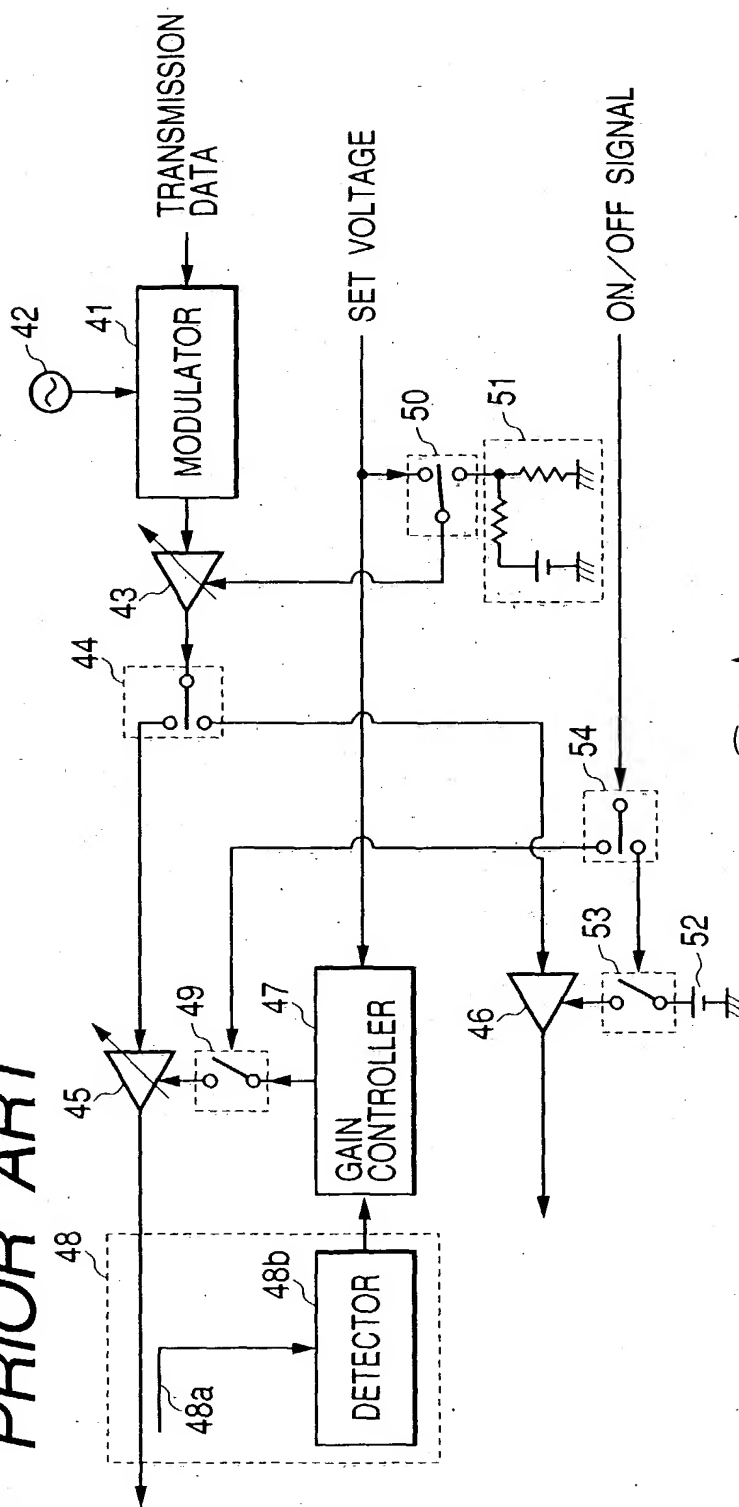 PRIOR ART
42
TRANSMISSION
DATA
41
MODULATOR
43
44
SET VOLTAGE
50
51
ON/OFF SIGNAL
54
53
52
45
46
49
47
GAIN
CONTROLLER
48
48a
48b
DETECTOR